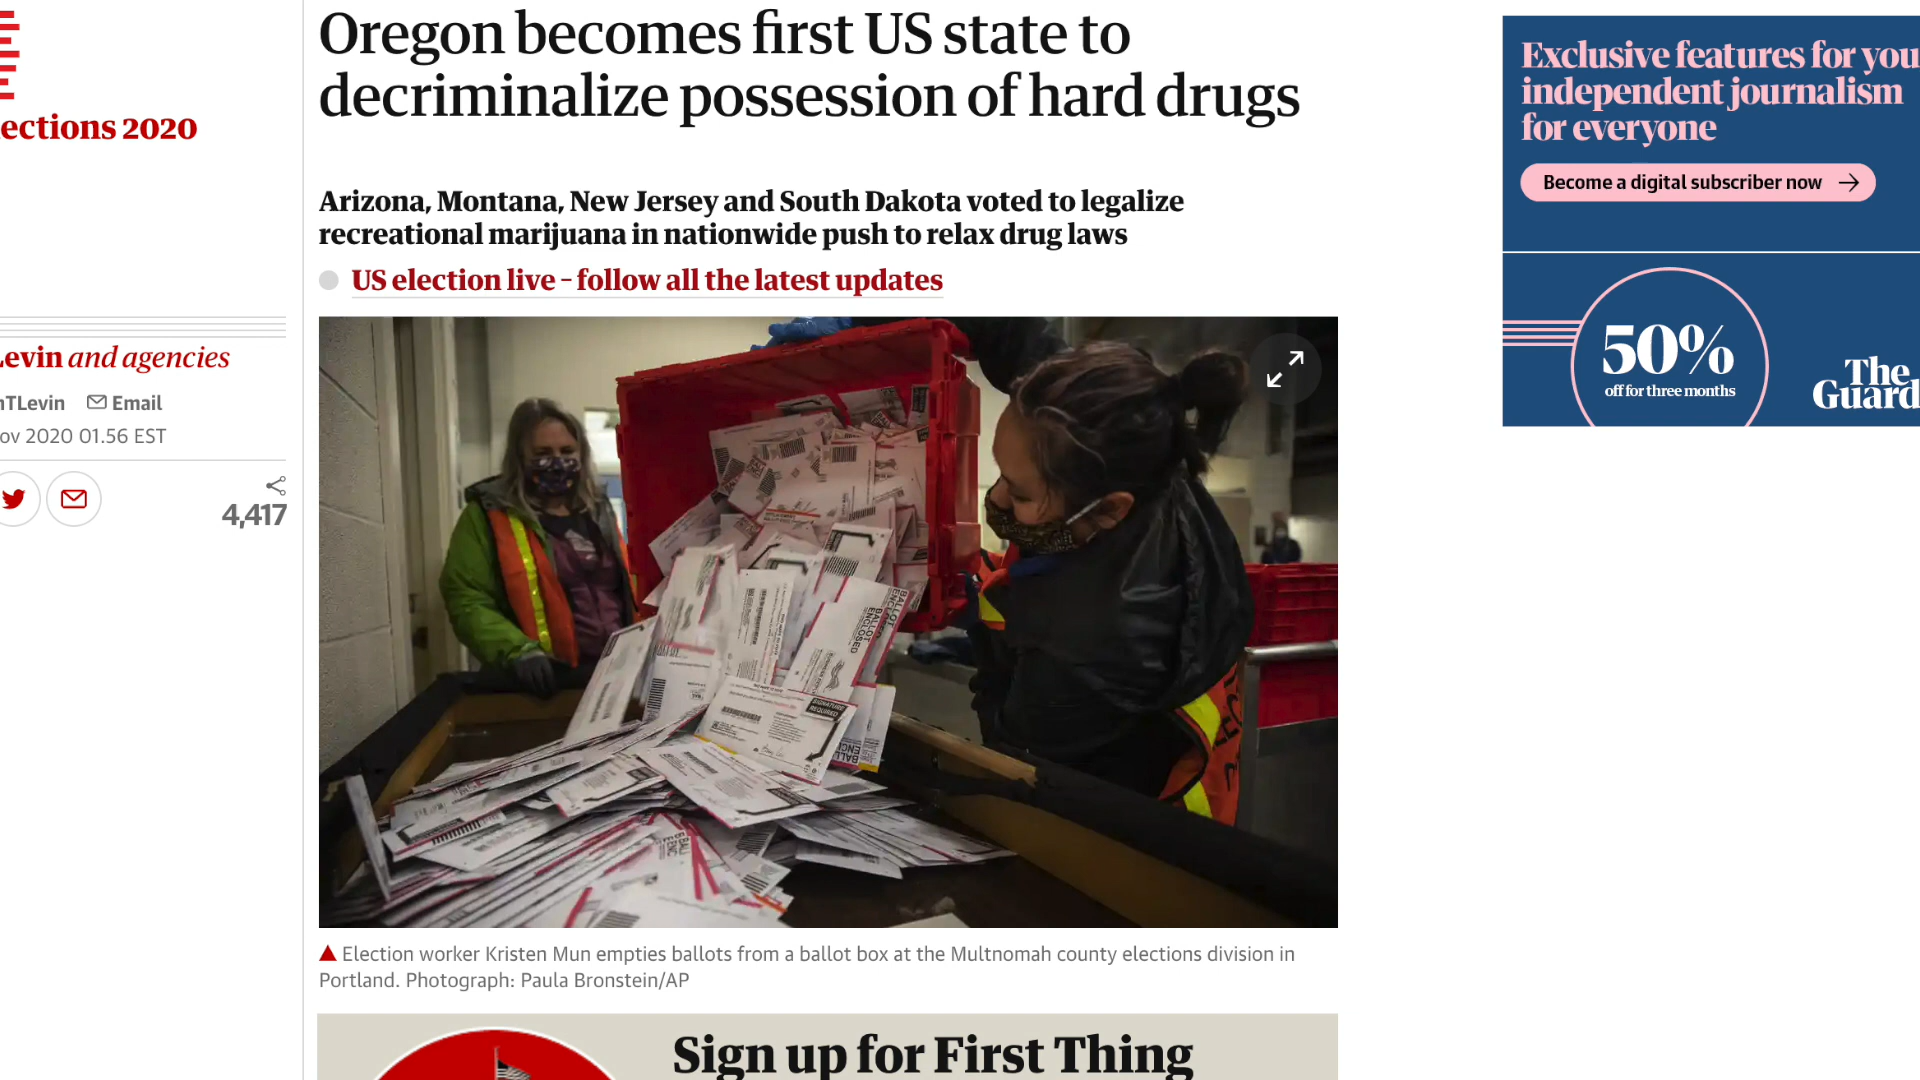 Oregon becomes first US state to
decriminalize possession of hard drugs
Arizona, Montana, New Jersey and South Dakota voted to legalize
recreational marijuana in nationwide push to relax drug laws
US election live – follow all the latest updates
ections 2020
Levin and agencies
nTLevin
Email
ov 2020 01.56 EST
4,417
BALLOT
ENCLOSED
SIGNATURE
REQUIRED
Election worker Kristen Mun empties ballots from a ballot box at the Multnomah county elections division in
Portland. Photograph: Paula Bronstein/AP
Sign up for First Thing
Exclusive features for you
independent journalism
for everyone
Become a digital subscriber now
50%
off for three months
The
Guard